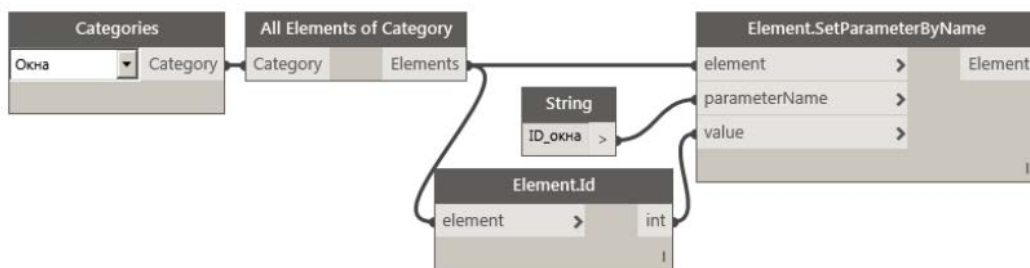 Categories
Окна Category
All Elements of Category
Category Elements
Element.SetParameterByName
element > Element
parameterName >
value >
I
String
ID_окна >
Element.Id
element > int
I